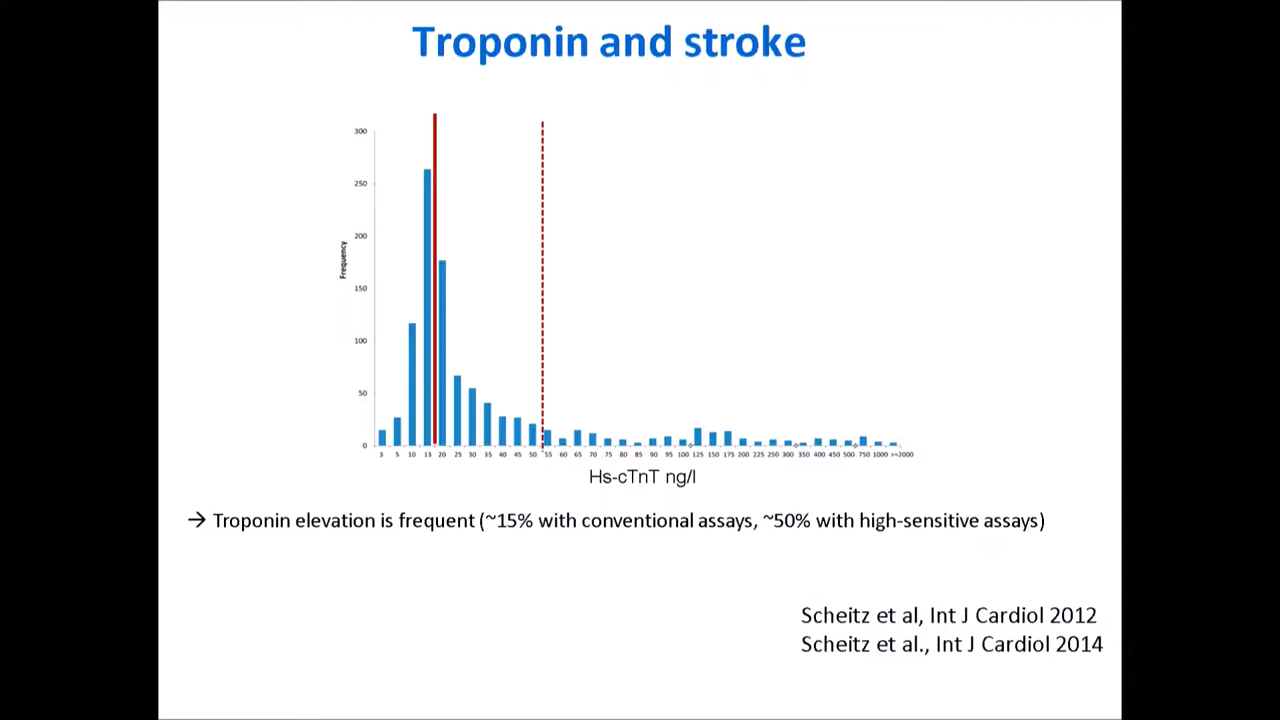 Troponin and stroke
300
250
200
150
100
50
0
Frequency
3 5 10 13 20 25 30 35 40 45 50 55 60 65 70 75 80 85 90 95 100 125 150 175 200 225 250 300 350 400 450 500 750 1000 >=2000
Hs-cTnT ng/l
→ Troponin elevation is frequent (~15% with conventional assays, ~50% with high-sensitive assays)
Scheitz et al, Int J Cardiol 2012
Scheitz et al., Int J Cardiol 2014